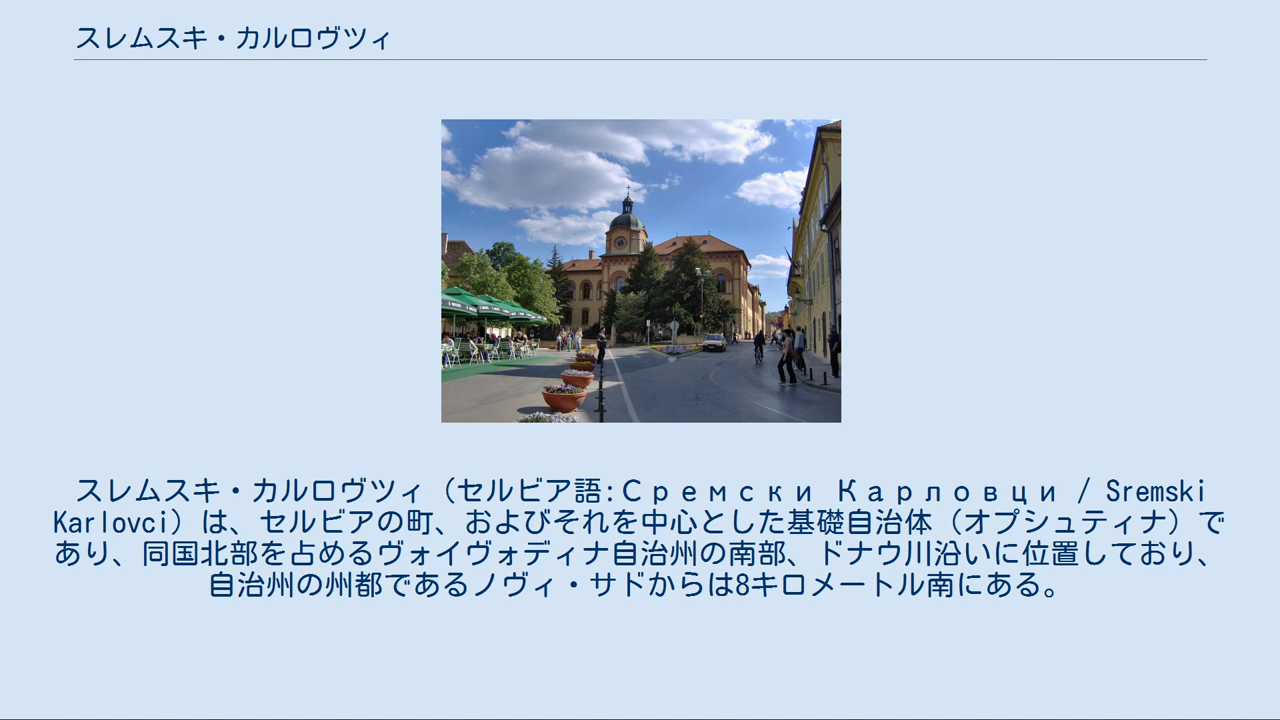 スレムスキ・カルロヴツィ
スレムスキ・カルロヴツィ（セルビア語:Сремски Карловци / Sremski
Karlovci）は、セルビアの町、およびそれを中心とした基礎自治体（オプシュティナ）で
あり、同国北部を占めるヴォイヴォディナ自治州の南部、ドナウ川沿いに位置しており、
自治州の州都であるノヴィ・サドからは8キロメートル南にある。